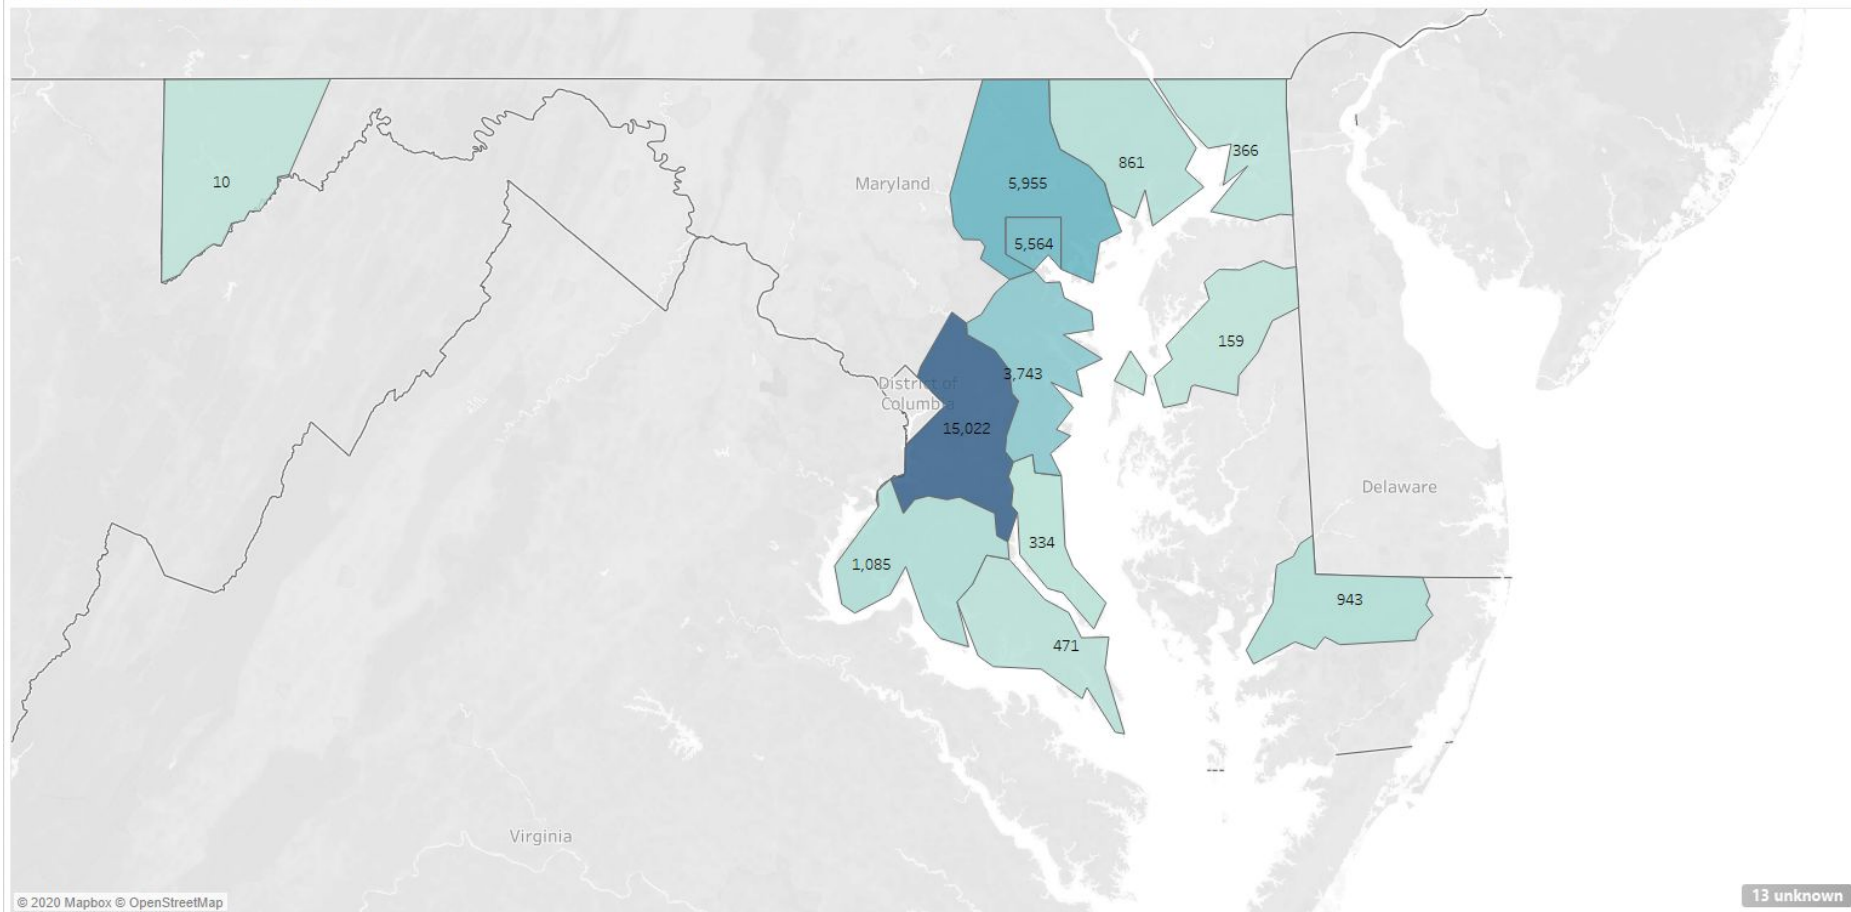 366
861
10
Maryland
5,955
5,564
159
3,743
District of
Columbia
15,022
Delaware
334
1,085
943
471
Virginia
© 2020 Mapbox © OpenStreetMap
13 unknown